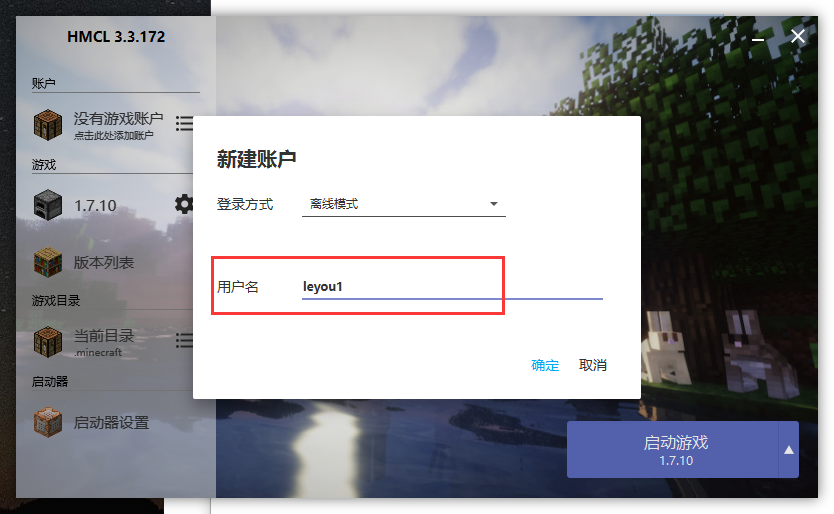 HMCL 3.3.172
账户
没有游戏账户
点击此处添加账户
游戏
1.7.10
版本列表
游戏目录
当前目录
.minecraft
启动器
启动器设置
新建账户
登录方式 离线模式
用户名 leyou1
确定 取消
启动游戏
1.7.10